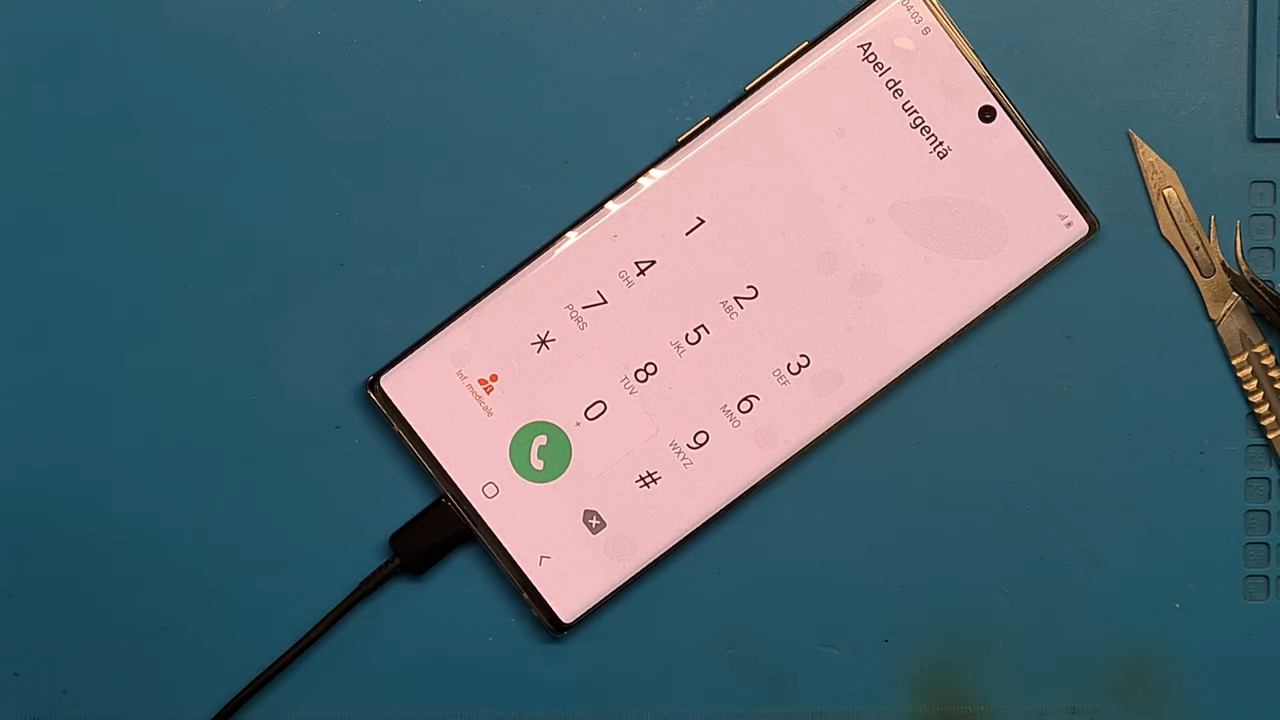 04:03
Apel de urgență
1
2
ABC
3
DEF
4
GHI
5
JKL
6
MNO
7
PQRS
8
TUV
9
WXYZ
*
0
+
#
Inf. medicale